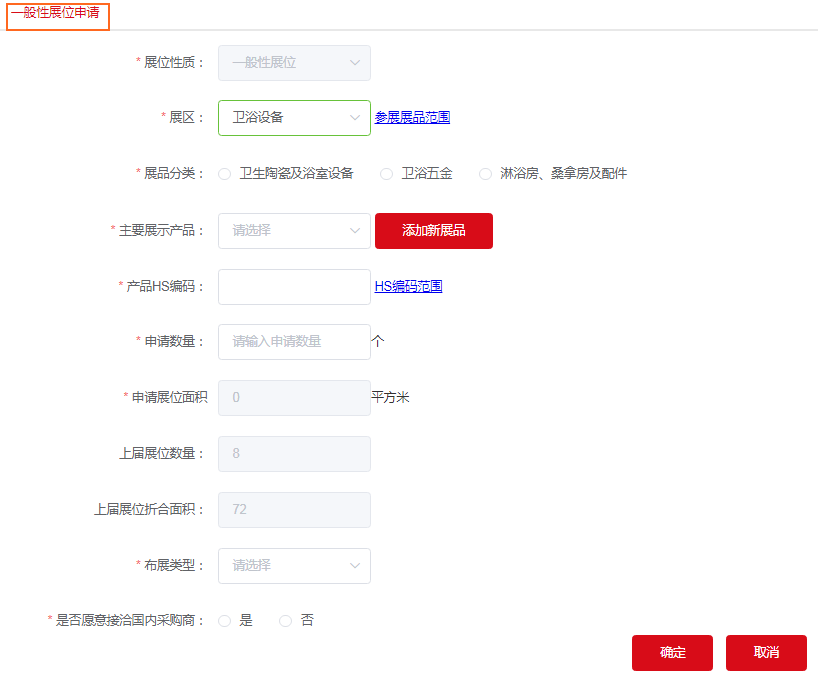 一般性展位申请
* 展位性质： 一般性展位
* 展区： 卫浴设备 参展展品范围
* 展品分类： 卫生陶瓷及浴室设备 卫浴五金 淋浴房、桑拿房及配件
* 主要展示产品： 请选择 添加新展品
* 产品HS编码： HS编码范围
* 申请数量： 请输入申请数量 个
* 申请展位面积 0 平方米
上届展位数量： 8
上届展位折合面积： 72
* 布展类型： 请选择
* 是否愿意接洽国内采购商： 是 否
确定 取消